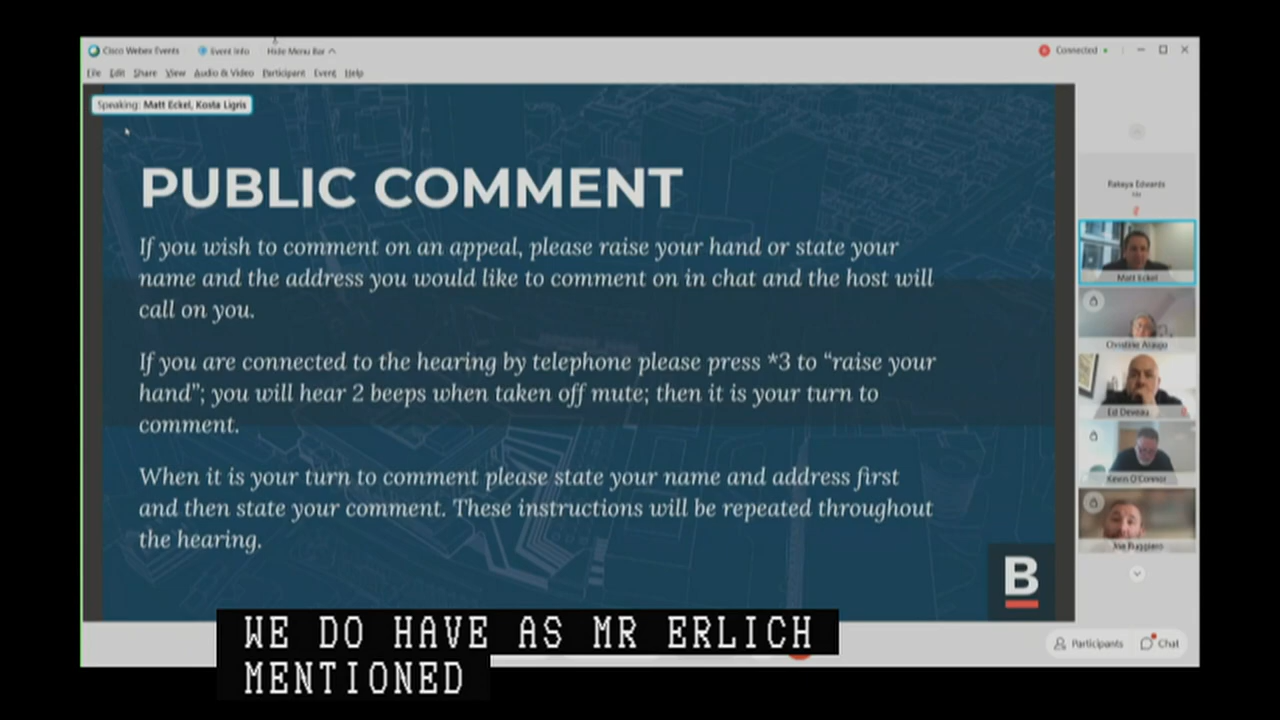 Cisco Webex Events Event Info Hide Menu Bar Connected
File Edit Share View Audio & Video Participant Event Help
Speaking: Matt Eckel, Kosta Ligris
PUBLIC COMMENT
If you wish to comment on an appeal, please raise your hand or state your
name and the address you would like to comment on in chat and the host will
call on you.
If you are connected to the hearing by telephone please press *3 to “raise your
hand”; you will hear 2 beeps when taken off mute; then it is your turn to
comment.
When it is your turn to comment please state your name and address first
and then state your comment. These instructions will be repeated throughout
the hearing.
B
Rakeya Edwards
Me
Matt Eckel
Christine Araujo
Ed Deveau
Kevin O'Connor
Joe Ruggiero
Participants Chat
WE DO HAVE AS MR ERLICH
MENTIONED